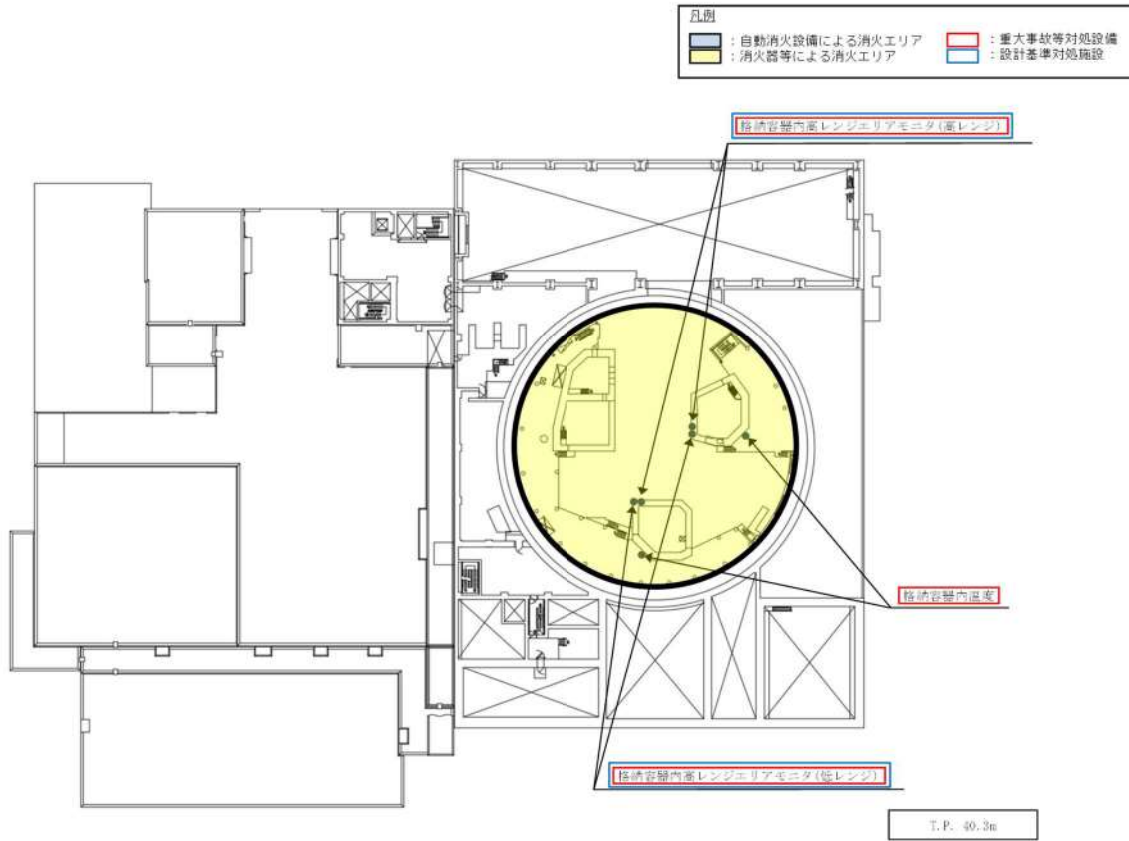 凡例
：自動消火設備による消火エリア
：重大事故等対処設備
：消火器等による消火エリア
：設計基準対処施設
格納容器内高レンジエリアモニタ(高レンジ)
格納容器内温度
格納容器内高レンジエリアモニタ(低レンジ)
T.P. 40.3m